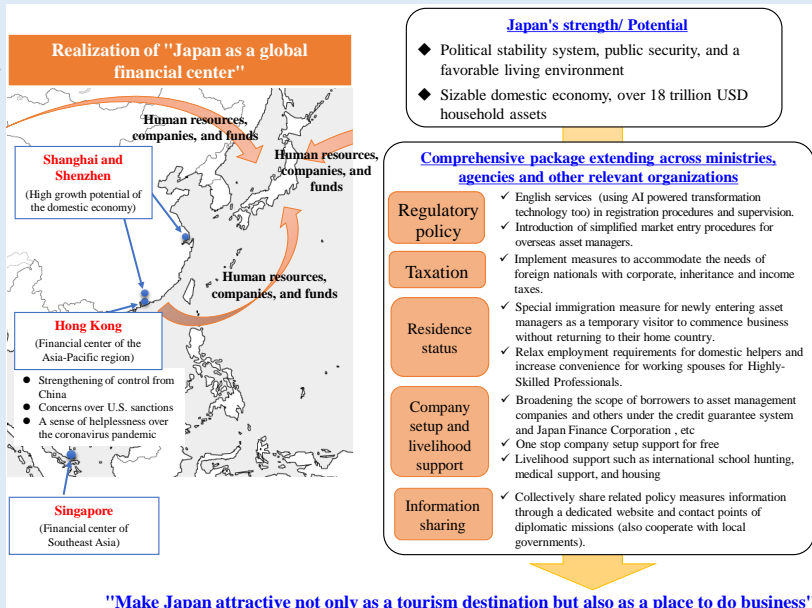 Realization of "Japan as a global
financial center"
Human resources,
companies, and funds
Human resources,
companies, and
funds
Shanghai and
Shenzhen
(High growth potential of
the domestic economy)
Human resources,
companies, and funds
Hong Kong
(Financial center of the
Asia-Pacific region)
● Strengthening of control from
China
● Concerns over U.S. sanctions
● A sense of helplessness over
the coronavirus pandemic
Singapore
(Financial center of
Southeast Asia)
Japan's strength/ Potential
◆ Political stability system, public security, and a
favorable living environment
◆ Sizable domestic economy, over 18 trillion USD
household assets
Comprehensive package extending across ministries,
agencies and other relevant organizations
Regulatory
policy
✓ English services (using AI powered transformation
technology too) in registration procedures and supervision.
✓ Introduction of simplified market entry procedures for
overseas asset managers.
Taxation
✓ Implement measures to accommodate the needs of
foreign nationals with corporate, inheritance and income
taxes.
Residence
status
✓ Special immigration measure for newly entering asset
managers as a temporary visitor to commence business
without returning to their home country.
✓ Relax employment requirements for domestic helpers and
increase convenience for working spouses for Highly-
Skilled Professionals.
Company
setup and
livelihood
support
✓ Broadening the scope of borrowers to asset management
companies and others under the credit guarantee system
and Japan Finance Corporation , etc
✓ One stop company setup support for free
✓ Livelihood support such as international school hunting,
medical support, and housing
Information
sharing
✓ Collectively share related policy measures information
through a dedicated website and contact points of
diplomatic missions (also cooperate with local
governments).
"Make Japan attractive not only as a tourism destination but also as a place to do business"